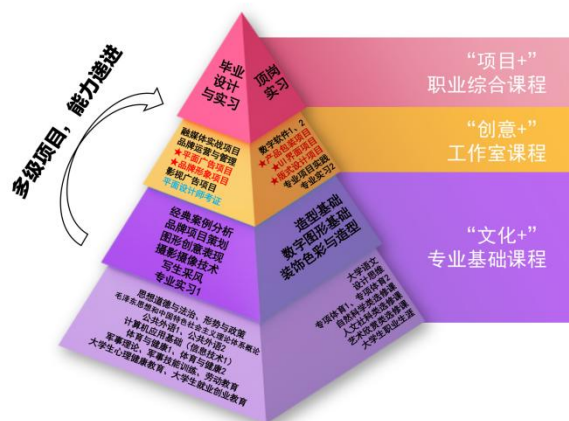 多级项目，能力递进
毕业
设计
与实习
顶岗
实习
融媒体实战项目
品牌运营与管理
★平面广告项目
★品牌形象项目
影视广告项目
平面设计师考证
数字软件1、2
★产品包装项目
★UI界面项目
★版式设计项目
专业项目实践
专业实习2
经典案例分析
品牌项目策划
图形创意表现
摄影摄像技术
写生采风
专业实习1
造型基础
数字图形基础
装饰色彩与造型
思想道德与法治、形势与政策
毛泽东思想和中国特色社会主义理论体系概论
公共外语1、公共外语2
计算机应用基础（信息技术1）
体育与健康1、体育与健康2
军事理论、军事技能训练、劳动教育
大学生心理健康教育、大学生就业创业教育
大学语文
设计思维
专项体育1、专项体育2
自然科学类选修课
人文社科类选修课
艺术欣赏类选修课
大学生职业生涯
“项目+”
职业综合课程
“创意+”
工作室课程
“文化+”
专业基础课程